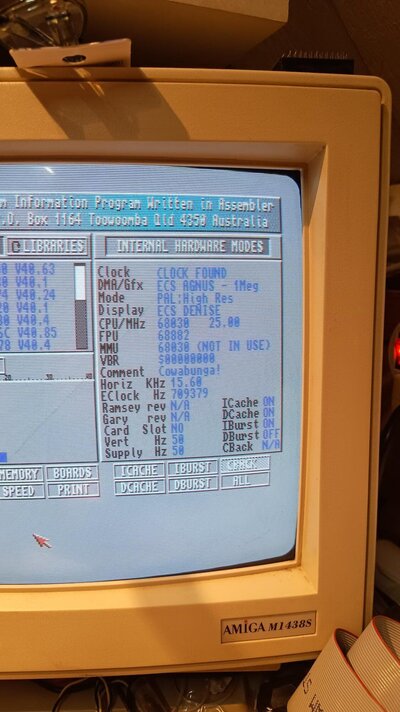 m Information Program Written in Assembler
.O. Box 1164 Toowoomba Qld 4350 Australia
LIBRARIES
INTERNAL HARDWARE MODES
V40.63
V40.1
V40.24
V40.1
V40.4
V40.85
V40.4
Clock CLOCK FOUND
DMA/Gfx ECS AGNUS - 1Meg
Mode PAL:High Res
Display ECS DENISE
CPU/MHz 68030 25.00
FPU 68882
MMU 68030 (NOT IN USE)
VBR $00000000
Comment Cowabunga!
Horiz KHz 15.60
EClock Hz 709379
Ramsey rev N/A
Gary rev N/A
Card Slot NO
Vert Hz 50
Supply Hz 50
ICache ON
DCache ON
IBurst ON
DBurst OFF
CBack N/A
MEMORY BOARDS ICACHE IBURST CBACK
SPEED PRINT DCACHE DBURST ALL
AMIGA M1438S